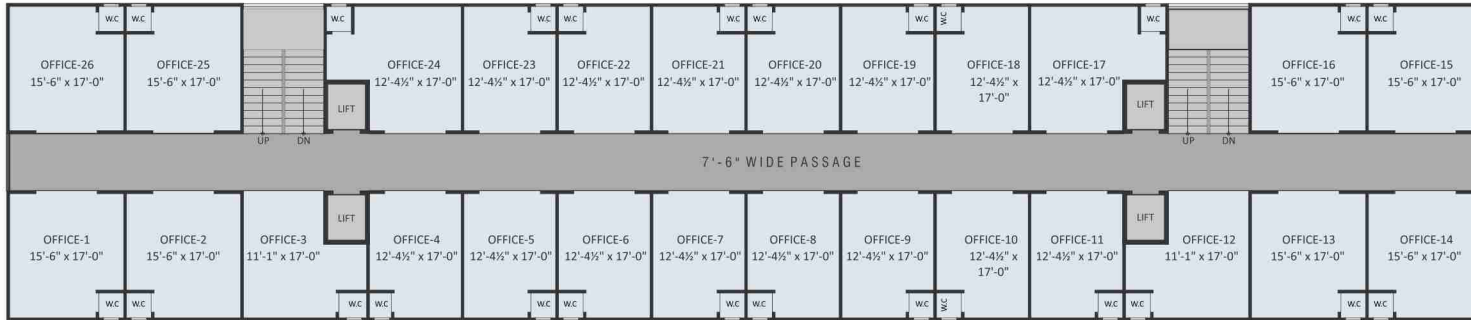 W.C W.C W.C W.C W.C W.C W.C W.C W.C W.C W.C W.C
OFFICE-26
15'-6" x 17'-0"
OFFICE-25
15'-6" x 17'-0"
OFFICE-24
12'-4½" x 17'-0"
OFFICE-23
12'-4½" x 17'-0"
OFFICE-22
12'-4½" x 17'-0"
OFFICE-21
12'-4½" x 17'-0"
OFFICE-20
12'-4½" x 17'-0"
OFFICE-19
12'-4½" x 17'-0"
OFFICE-18
12'-4½" x
17'-0"
OFFICE-17
12'-4½" x 17'-0"
OFFICE-16
15'-6" x 17'-0"
OFFICE-15
15'-6" x 17'-0"
LIFT
LIFT
UP DN
UP DN
7'-6" WIDE PASSAGE
LIFT
LIFT
OFFICE-1
15'-6" x 17'-0"
OFFICE-2
15'-6" x 17'-0"
OFFICE-3
11'-1" x 17'-0"
OFFICE-4
12'-4½" x 17'-0"
OFFICE-5
12'-4½" x 17'-0"
OFFICE-6
12'-4½" x 17'-0"
OFFICE-7
12'-4½" x 17'-0"
OFFICE-8
12'-4½" x 17'-0"
OFFICE-9
12'-4½" x 17'-0"
OFFICE-10
12'-4½" x
17'-0"
OFFICE-11
12'-4½" x 17'-0"
OFFICE-12
11'-1" x 17'-0"
OFFICE-13
15'-6" x 17'-0"
OFFICE-14
15'-6" x 17'-0"
W.C W.C W.C W.C W.C W.C W.C W.C W.C W.C W.C W.C W.C W.C